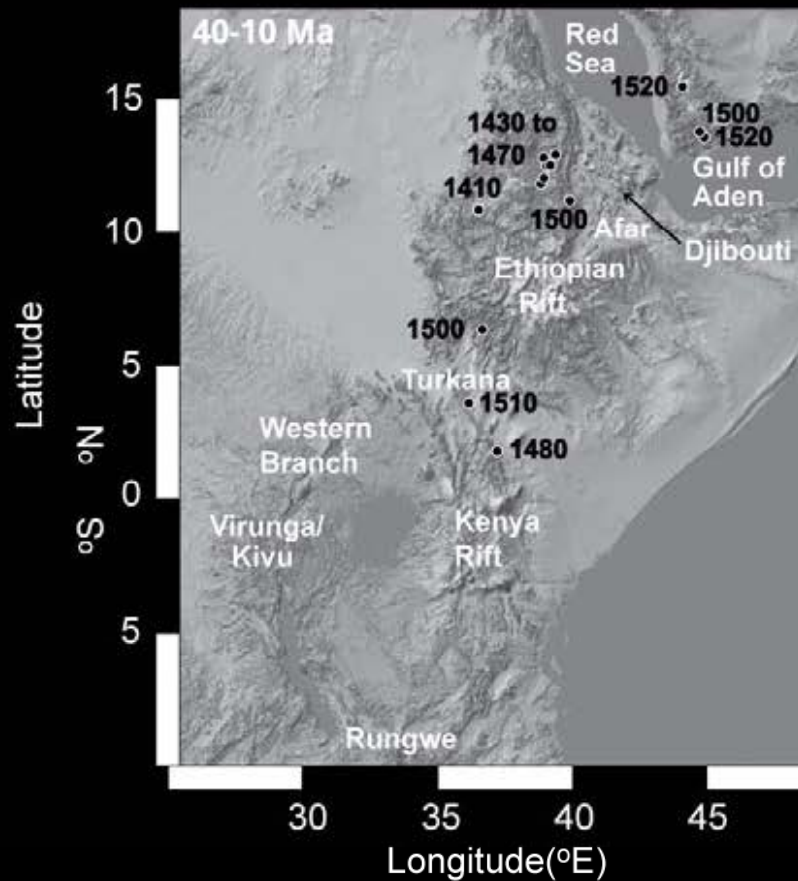 40-10 Ma
Red
Sea
15
1520
1500
1520
1430 to
1470
1410
1500
Gulf of
Aden
10
Afar
Djibouti
Ethiopian
Rift
1500
5
Turkana
1510
Western
Branch
1480
Latitude
oN
0
oS
Virunga/
Kivu
Kenya
Rift
5
Rungwe
30 35 40 45
Longitude(oE)